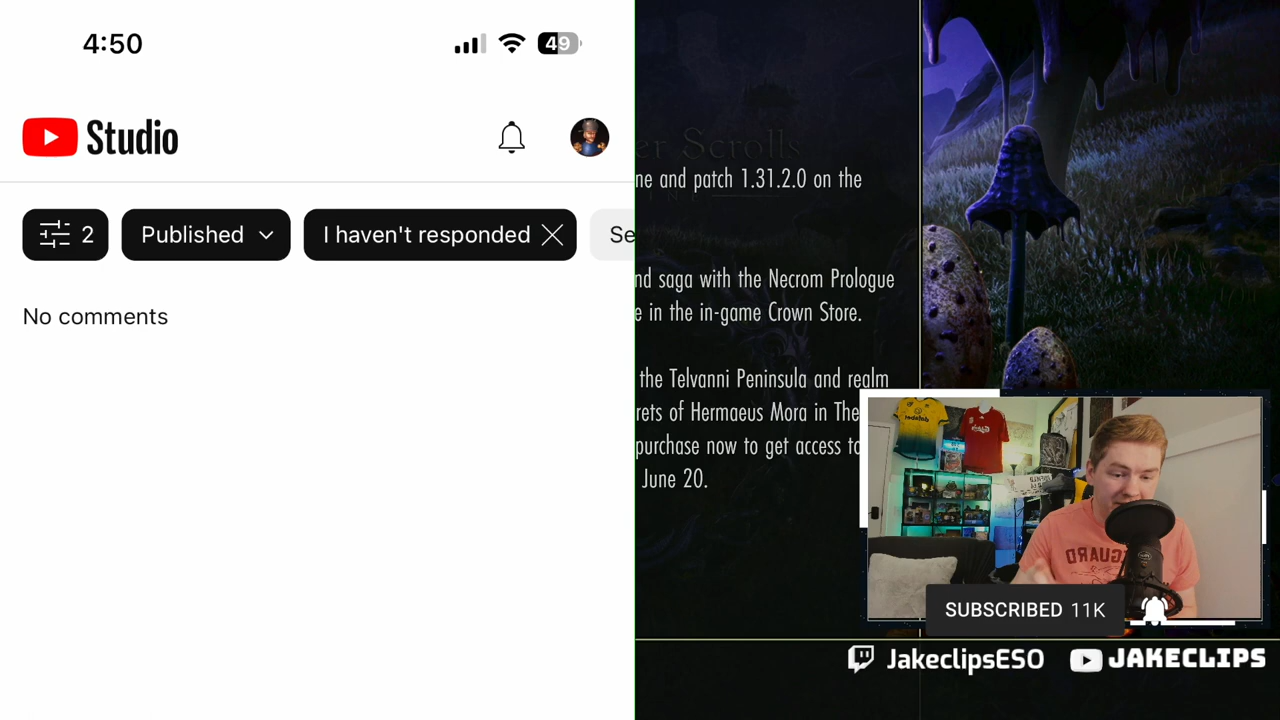 4:50
49
Studio
2
Published
I haven't responded
Se
No comments
er Scrolls
ne and patch 1.31.2.0 on the
nd saga with the Necrom Prologue
e in the in-game Crown Store.
the Telvanni Peninsula and realm
rets of Hermaeus Mora in The
purchase now to get access to
June 20.
SUBSCRIBED 11K
JakeclipsESO
JAKECLIPS